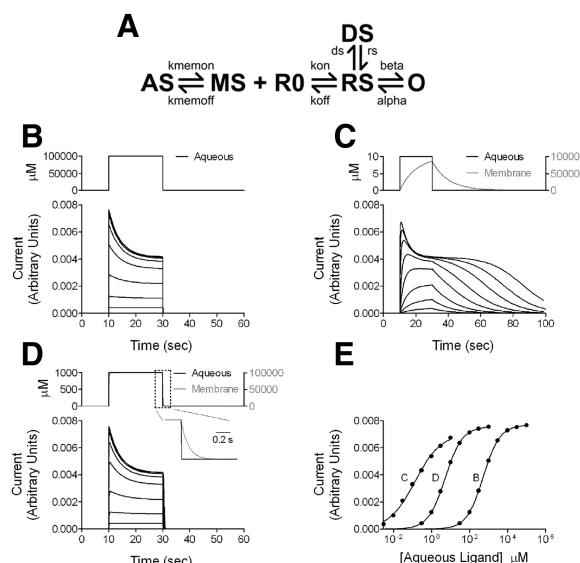 A
DS
ds rs
kmemon kon beta
AS ⇌ MS + R0 ⇌ RS ⇌ O
kmemoff koff alpha
B
100000
50000
0
μM
Aqueous
0.008
0.006
0.004
0.002
0.000
Current
(Arbitrary Units)
0 10 20 30 40 50 60
Time (sec)
C
10
5
0
μM
Aqueous
Membrane
10000
5000
0
0.008
0.006
0.004
0.002
0.000
Current
(Arbitrary Units)
0 20 40 60 80 100
Time (sec)
D
1000
500
0
μM
Aqueous
Membrane
100000
50000
0
0.2 s
0.008
0.006
0.004
0.002
0.000
Current
(Arbitrary Units)
0 10 20 30 40 50 60
Time (sec)
E
0.008
0.006
0.004
0.002
0.000
Current
(Arbitrary Units)
C D B
10⁻² 10⁰ 10² 10⁴ 10⁶
[Aqueous Ligand] μM